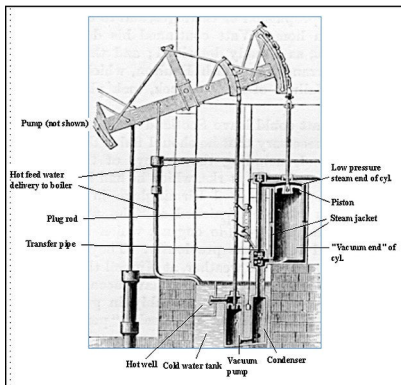 Pump (not shown)
Hot feed water
delivery to boiler
Plug rod
Transfer pipe
Low pressure
steam end of cyl.
Piston
Steam jacket
"Vacuum end" of
cyl.
Hot well
Cold water tank
Vacuum
pump
Condenser